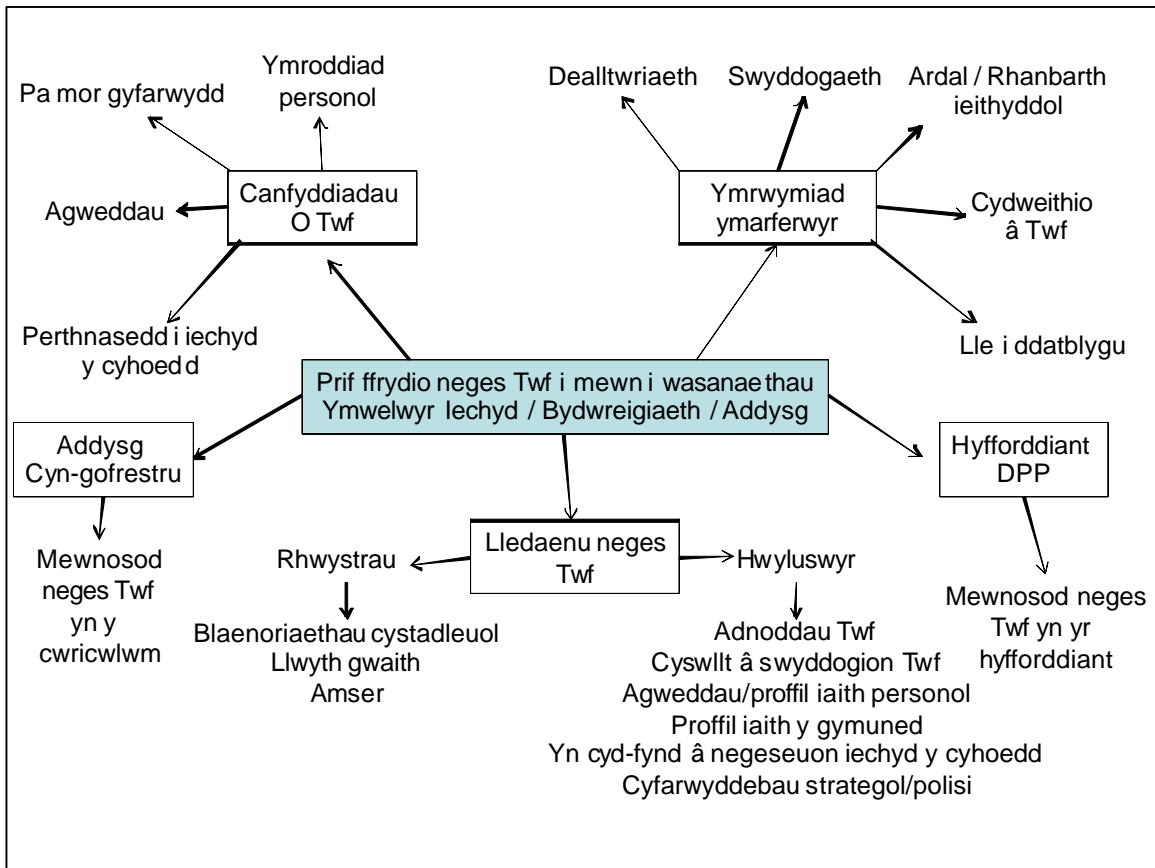 Pa mor gyfarwydd
Ymroddiad
personol
Agweddau
Canfyddiadau
O Twf
Perthnasedd i iechyd
y cyhoedd
Dealltwriaeth
Swyddogaeth
Ardal / Rhanbarth
ieithyddol
Ymrwymiad
ymarferwyr
Cydweithio
â Twf
Lle i ddatblygu
Prif ffrydio neges Twf i mewn i wasanaethau
Ymwelwyr Iechyd / Bydwreigiaeth / Addysg
Addysg
Cyn-gofrestru
Mewnosod
neges Twf
yn y
cwricwlwm
Lledaenu neges
Twf
Rhwystrau
Blaenoriaethau cystadleuol
Llwyth gwaith
Amser
Hwyluswyr
Adnoddau Twf
Cyswllt â swyddogion Twf
Agweddau/proffil iaith personol
Proffil iaith y gymuned
Yn cyd-fynd â negeseuon iechyd y cyhoedd
Cyfarwyddebau strategol/polisi
Hyfforddiant
DPP
Mewnosod neges
Twf yn yr
hyfforddiant